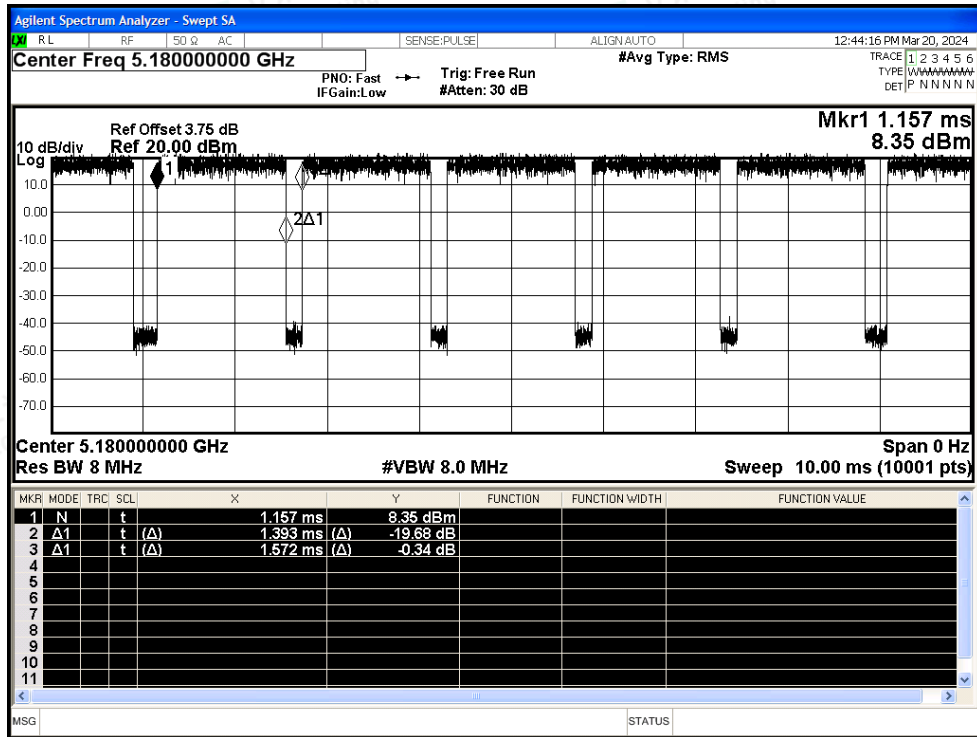 Agilent Spectrum Analyzer - Swept SA
LXI RL RF 50 Ω AC SENSE:PULSE ALIGN AUTO 12:44:16 PM Mar 20, 2024
Center Freq 5.180000000 GHz
PNO: Fast
IFGain:Low
Trig: Free Run
#Atten: 30 dB
#Avg Type: RMS
TRACE 1 2 3 4 5 6
TYPE
DET P N N N N N
Mkr1 1.157 ms
8.35 dBm
Ref Offset 3.75 dB
10 dB/div Ref 20.00 dBm
Log
1
10.0
0.00
2Δ1
-10.0
-20.0
-30.0
-40.0
-50.0
-60.0
-70.0
Center 5.180000000 GHz Span 0 Hz
Res BW 8 MHz #VBW 8.0 MHz Sweep 10.00 ms (10001 pts)
MKR MODE TRC SCL X Y FUNCTION FUNCTION WIDTH FUNCTION VALUE
1 N t 1.157 ms 8.35 dBm
2 Δ1 t (Δ) 1.393 ms (Δ) -19.68 dB
3 Δ1 t (Δ) 1.572 ms (Δ) -0.34 dB
4
5
6
7
8
9
10
11
MSG STATUS